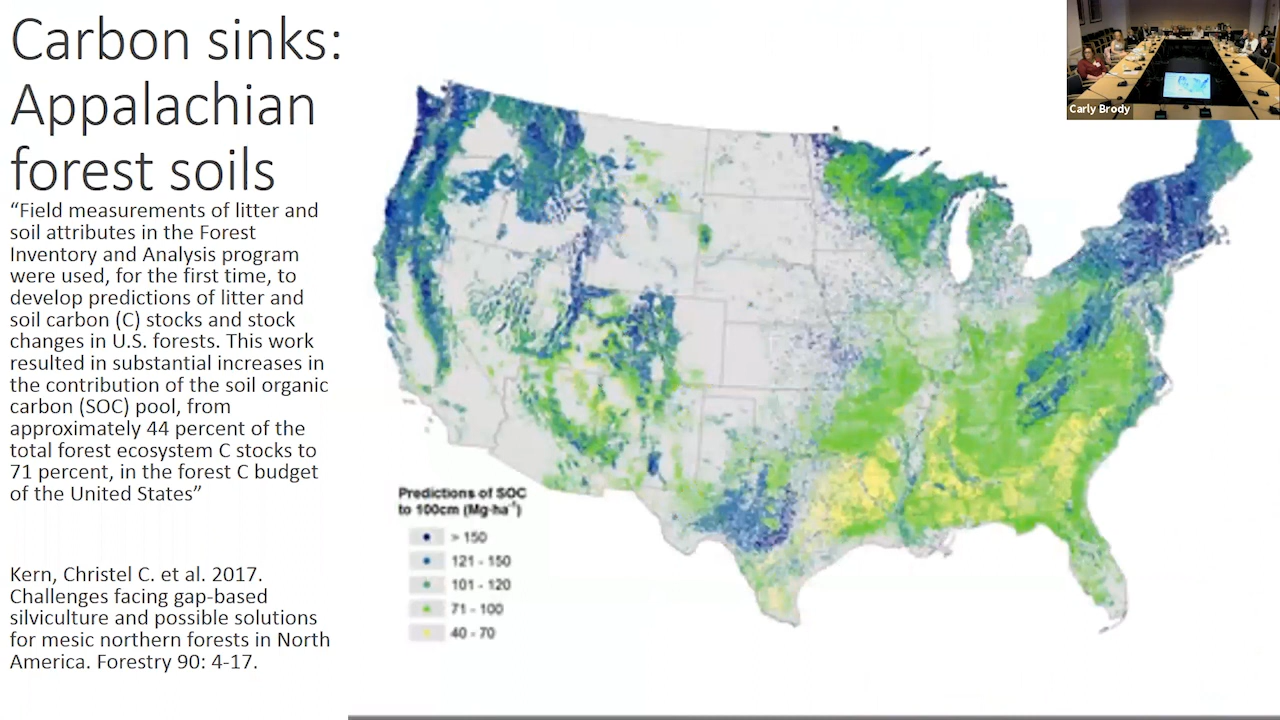 Carbon sinks:
Appalachian
forest soils
“Field measurements of litter and
soil attributes in the Forest
Inventory and Analysis program
were used, for the first time, to
develop predictions of litter and
soil carbon (C) stocks and stock
changes in U.S. forests. This work
resulted in substantial increases in
the contribution of the soil organic
carbon (SOC) pool, from
approximately 44 percent of the
total forest ecosystem C stocks to
71 percent, in the forest C budget
of the United States”
Kern, Christel C. et al. 2017.
Challenges facing gap-based
silviculture and possible solutions
for mesic northern forests in North
America. Forestry 90: 4-17.
Predictions of SOC
to 100cm (Mg·ha⁻¹)
> 150
121 - 150
101 - 120
71 - 100
40 - 70
Carly Brody